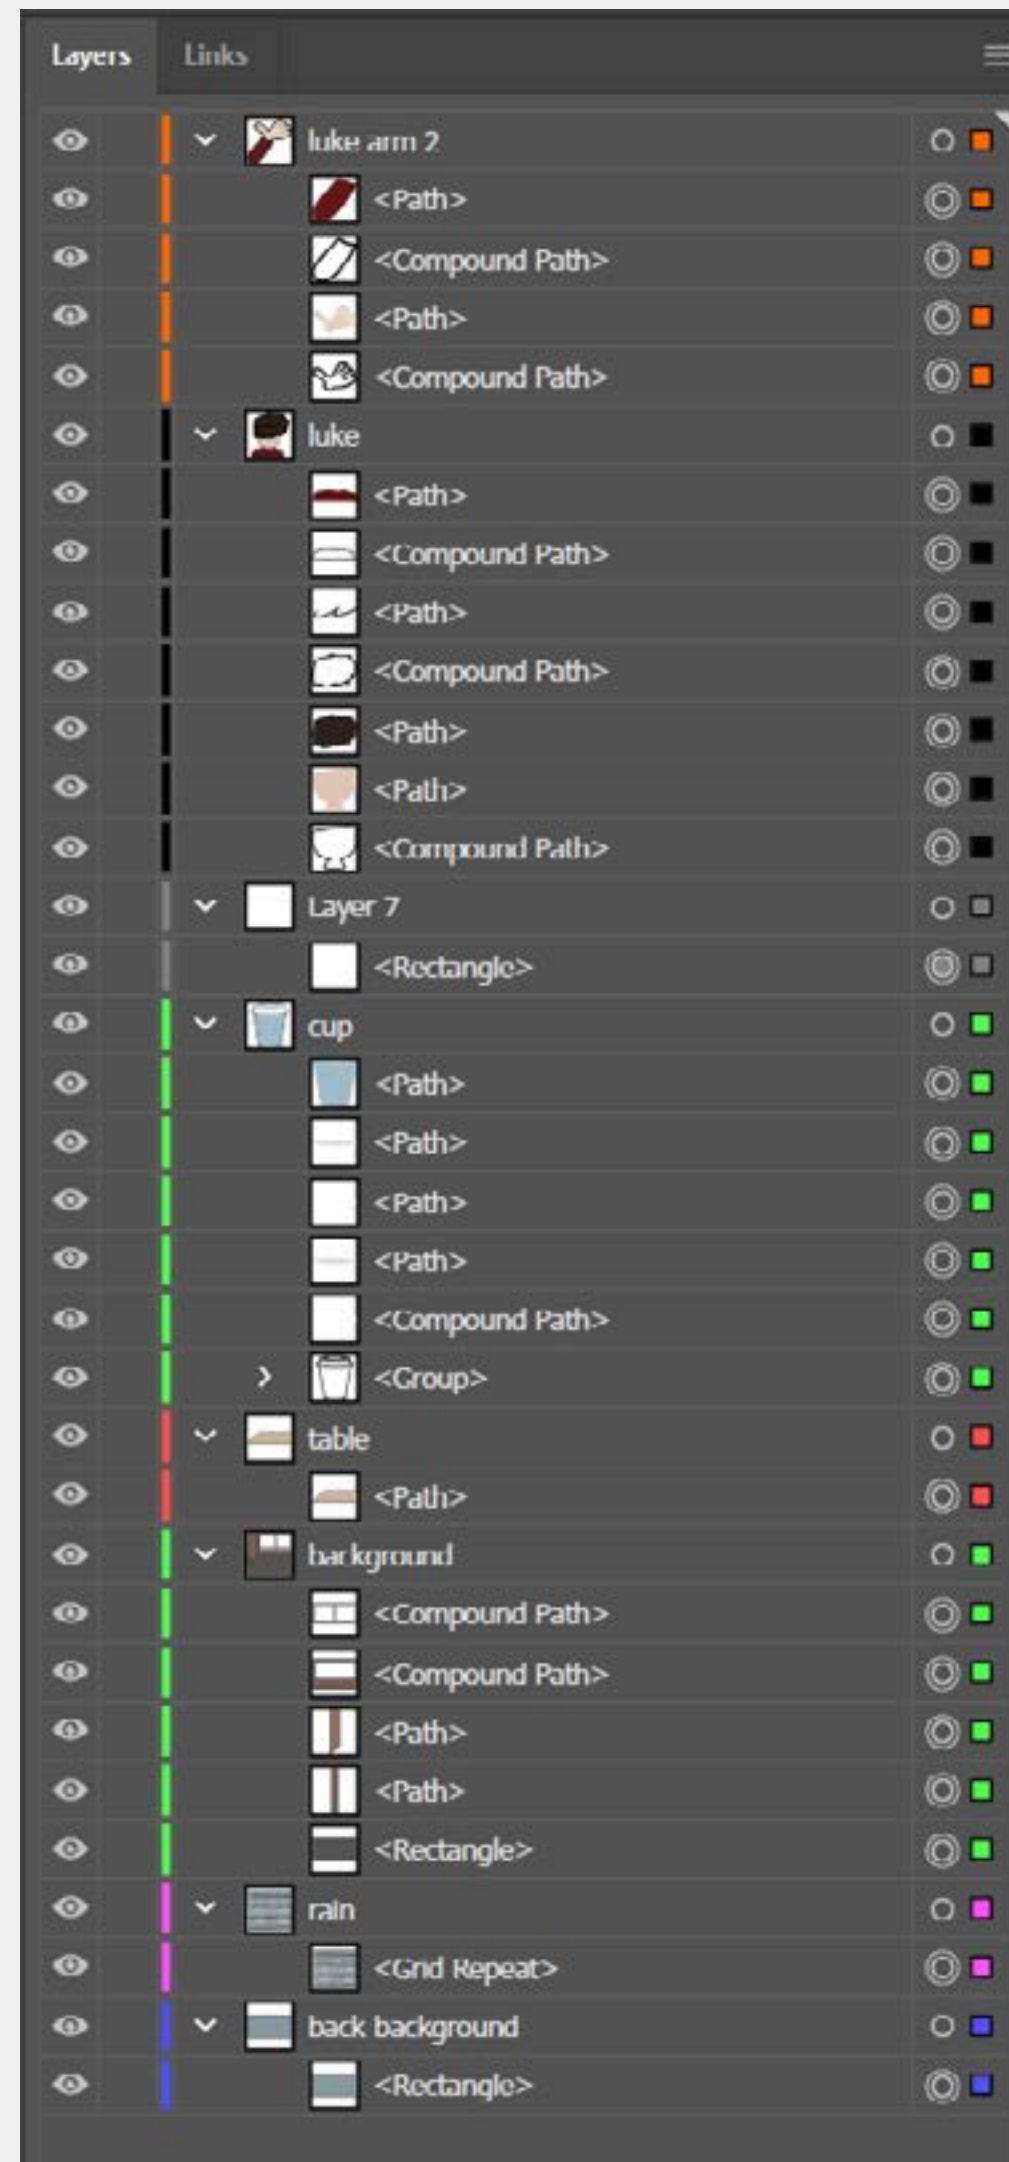 Layers Links
luke arm 2
<Path>
<Compound Path>
<Path>
<Compound Path>
luke
<Path>
<Compound Path>
<Path>
<Compound Path>
<Path>
<Path>
<Compound Path>
Layer 7
<Rectangle>
cup
<Path>
<Path>
<Path>
<Path>
<Compound Path>
<Group>
table
<Path>
background
<Compound Path>
<Compound Path>
<Path>
<Path>
<Rectangle>
rain
<Grid Repeat>
back background
<Rectangle>